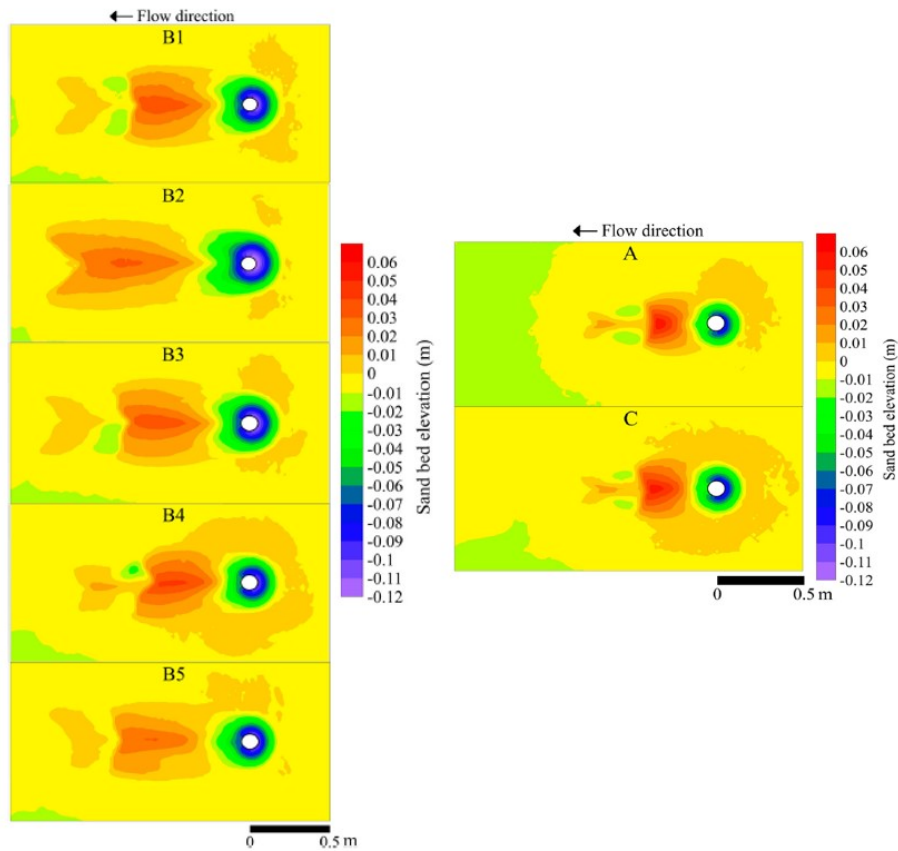 ← Flow direction
B1
B2
B3
B4
B5
0.06
0.05
0.04
0.03
0.02
0.01
0
-0.01
-0.02
-0.03
-0.04
-0.05
-0.06
-0.07
-0.08
-0.09
-0.1
-0.11
-0.12
Sand bed elevation (m)
0 0.5 m
← Flow direction
A
C
0.06
0.05
0.04
0.03
0.02
0.01
0
-0.01
-0.02
-0.03
-0.04
-0.05
-0.06
-0.07
-0.08
-0.09
-0.1
-0.11
-0.12
Sand bed elevation (m)
0 0.5 m